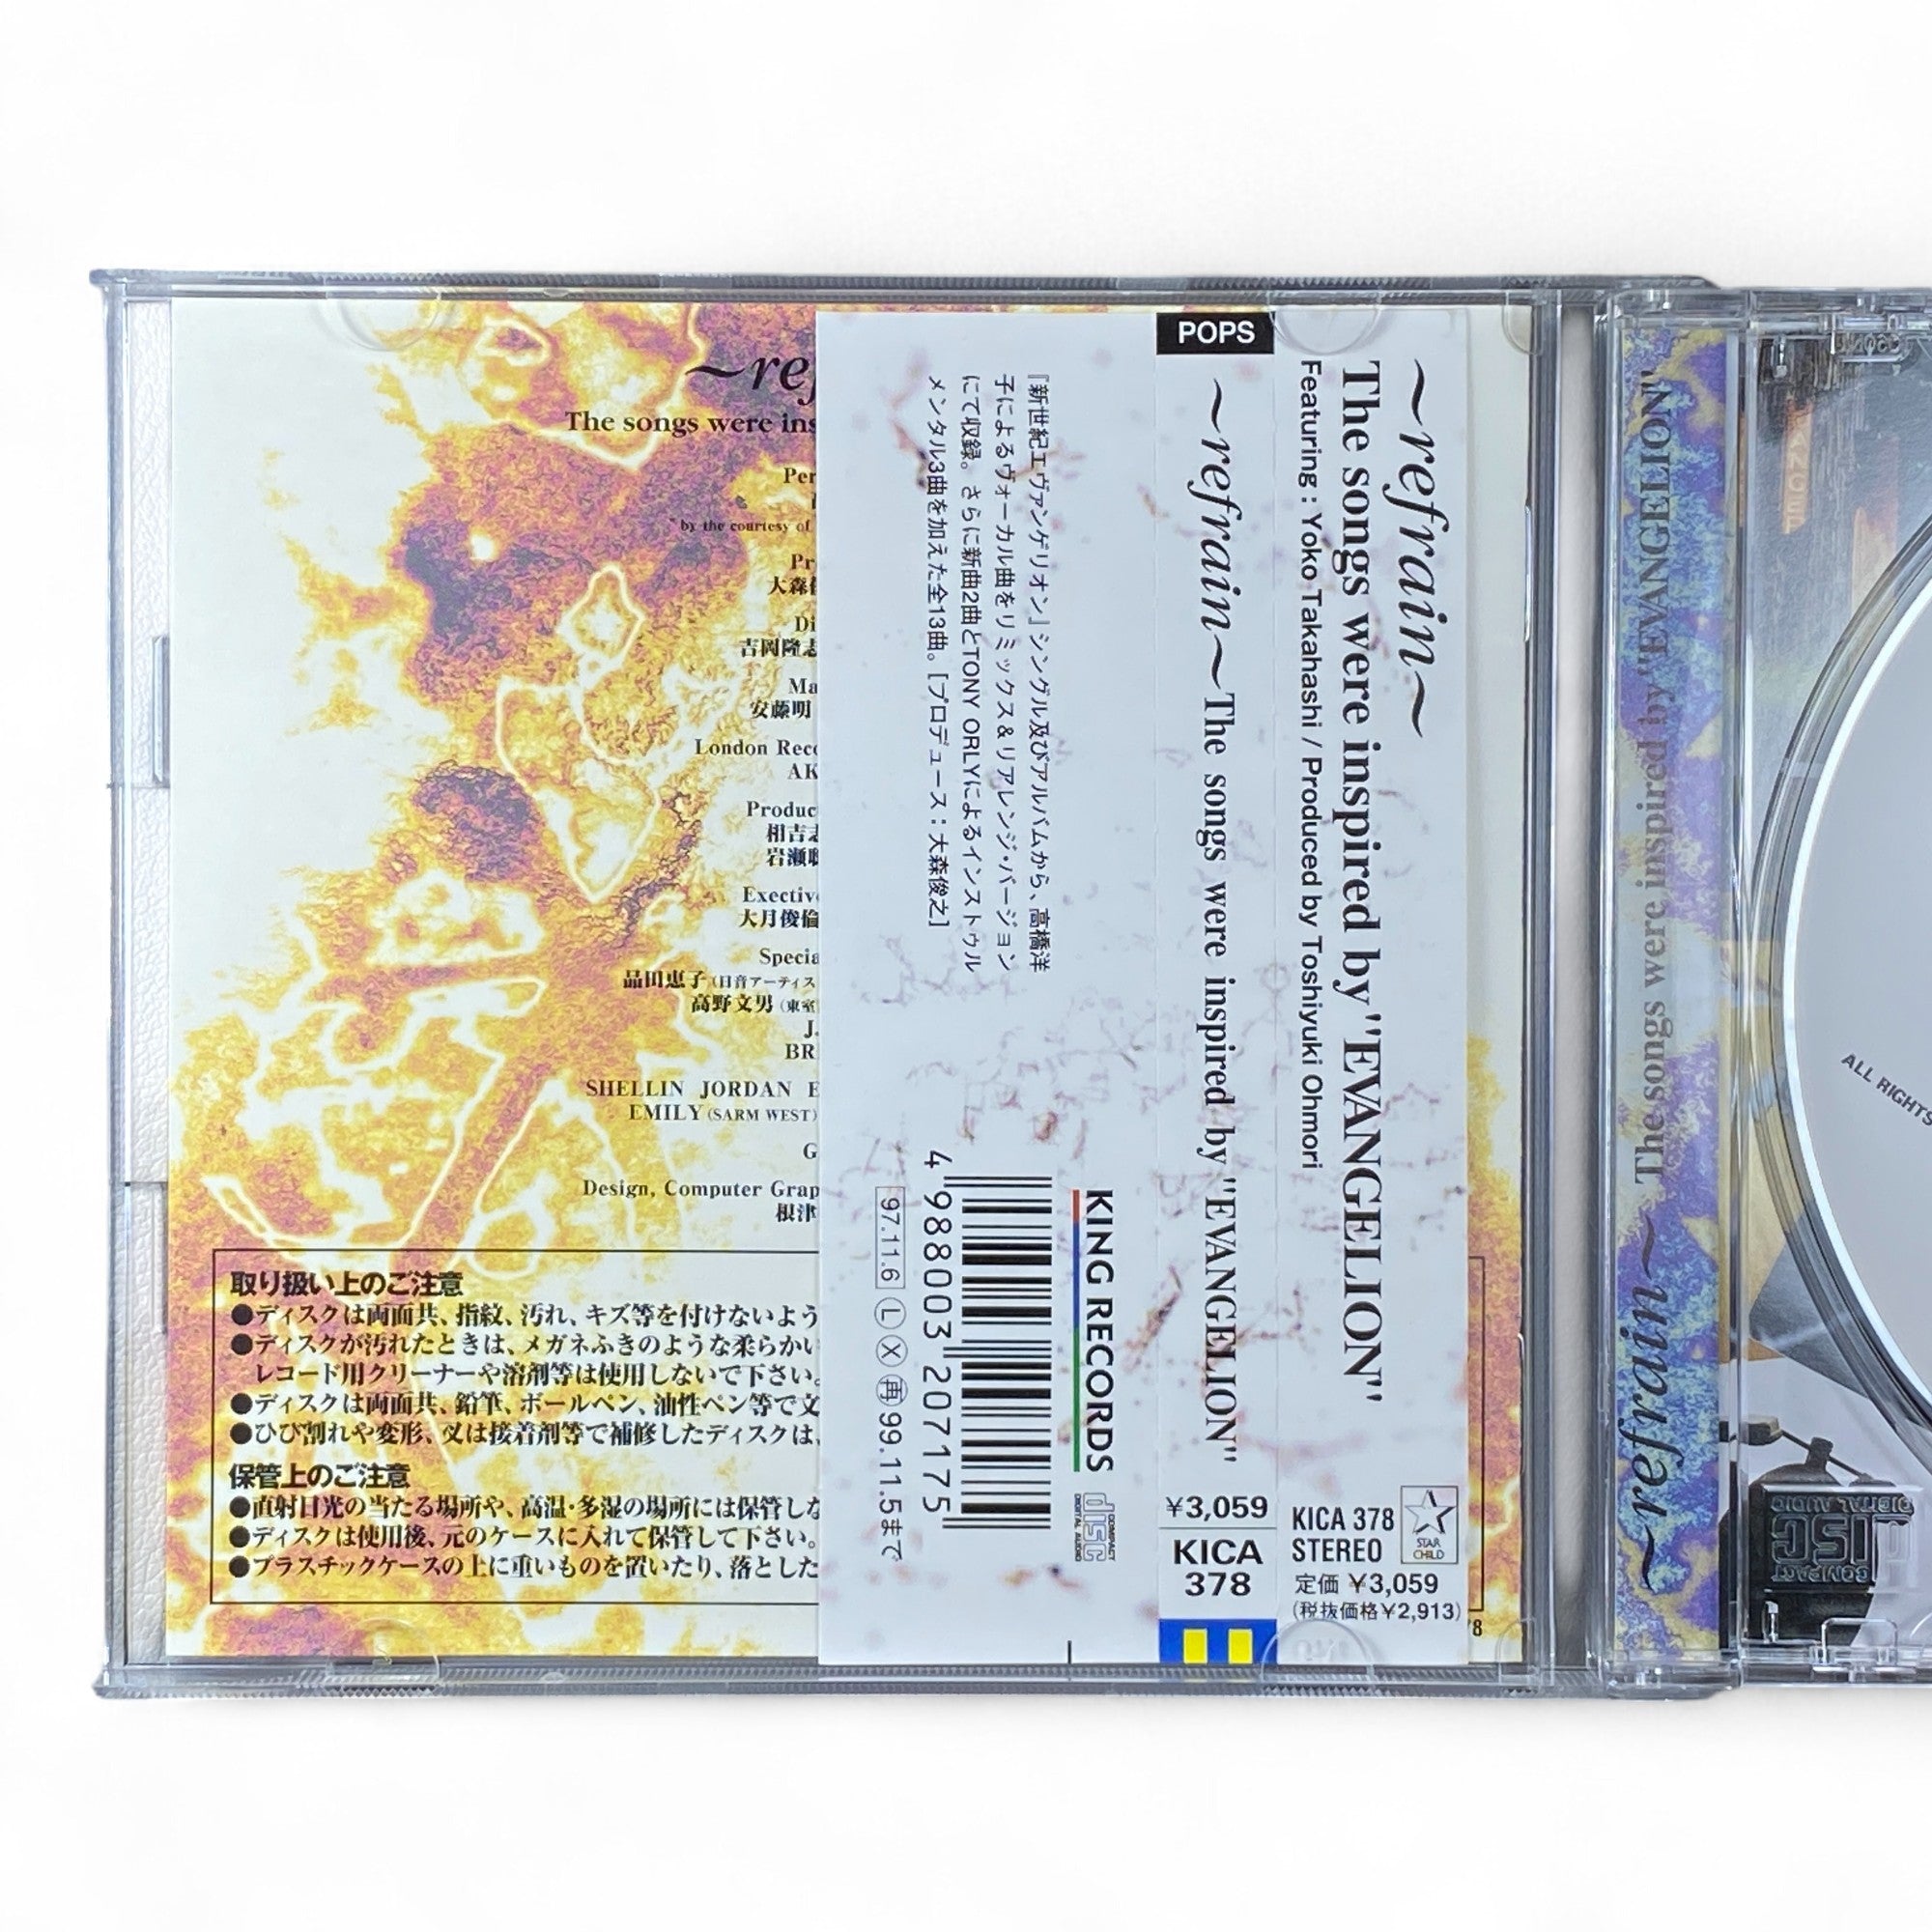 ~ref
The songs were ins
Per
by the courtesy of
Pr
大森
Di
吉岡隆志
Ma
安藤明
London Reco
AK
Produc
相吉志
岩瀬
Exective
大月俊倫
Specia
品田恵子(日音アーティス
高野文男(東
J.
BR
SHELLIN JORDAN E
EMILY(SARM WEST)
G
Design, Computer Grap
根津
取り扱い上のご注意
●ディスクは両面共、指紋、汚れ、キズ等を付けないよう
●ディスクが汚れたときは、メガネふきのような柔らかい
レコード用クリーナーや溶剤等は使用しないで下さい。
●ディスクは両面共、鉛筆、ボールペン、油性ペン等で文
●ひび割れや変形、又は接着剤等で補修したディスクは、
保管上のご注意
●直射日光の当たる場所や、高温・多湿の場所には保管しな
●ディスクは使用後、元のケースに入れて保管して下さい。
●プラスチックケースの上に重いものを置いたり、落とした
『新世紀エヴァンゲリオン』シングル及びアルバムから、高橋洋
子によるヴォーカル曲をリミックス&リアレンジ・バージョン
にて収録。さらに新曲2曲とTONY ORLYによるインストゥル
メンタル3曲を加えた全13曲。[プロデュース:大森俊之]
KING RECORDS
COMPACT
disc
DIGITAL AUDIO
4 988003 207175
97.11.6 Ⓛ Ⓧ ㊂ 99.11.5まで
POPS
~refrain~The songs were inspired by "EVANGELION"
¥3,059
KICA
378
~refrain~
The songs were inspired by "EVANGELION"
Featuring : Yoko Takahashi / Produced by Toshiyuki Ohmori
KICA 378
STEREO
STAR
CHILD
定価 ¥3,059
(税抜価格¥2,913)
8
~refrain~ The songs were inspired by "EVANGELION"
ALL RIGHTS
COMPACT
disc
DIGITAL AUDIO